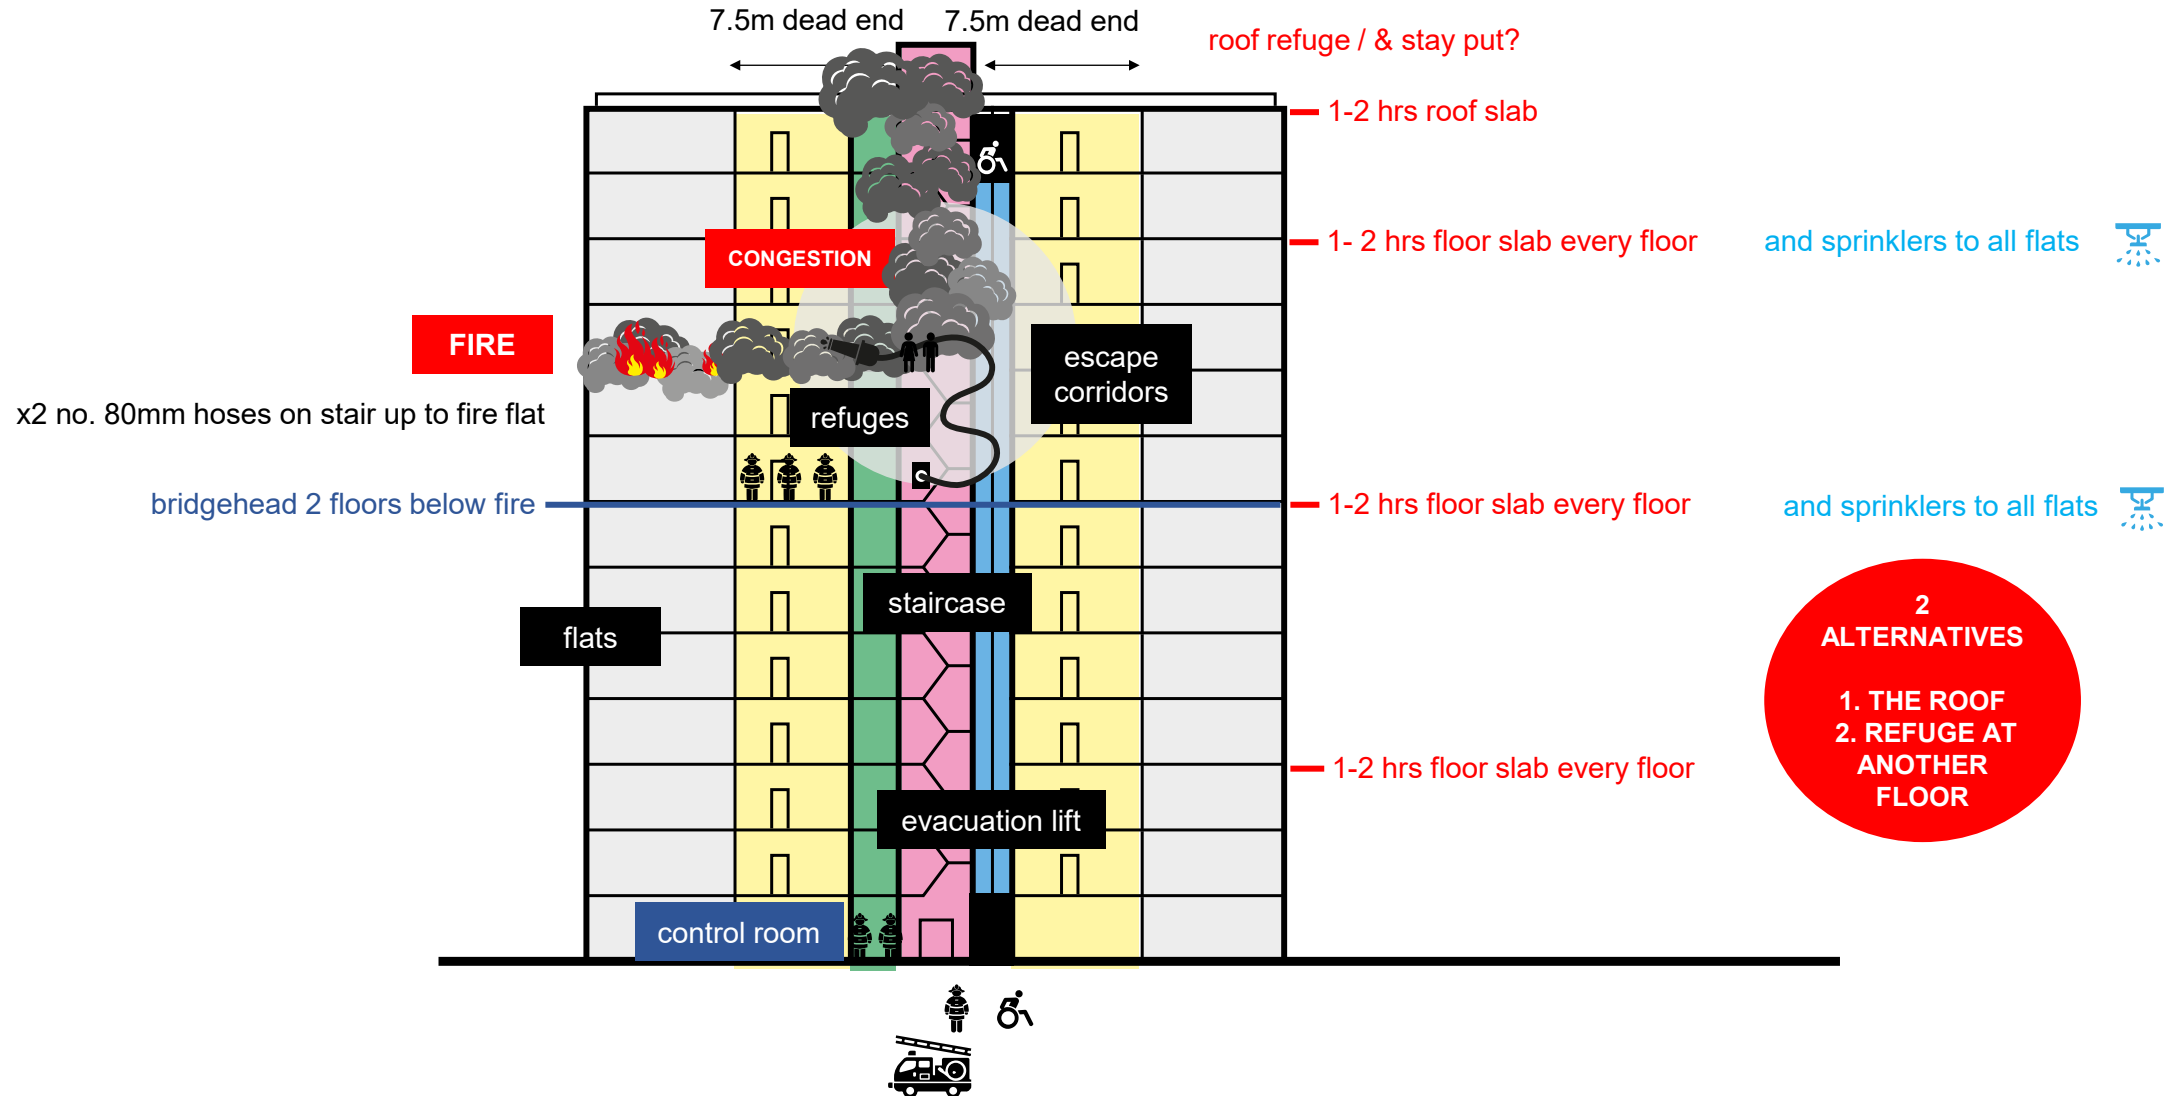 7.5m dead end
7.5m dead end
roof refuge / & stay put?
1-2 hrs roof slab
CONGESTION
1- 2 hrs floor slab every floor
and sprinklers to all flats
FIRE
escape
corridors
x2 no. 80mm hoses on stair up to fire flat
refuges
bridgehead 2 floors below fire
1-2 hrs floor slab every floor
and sprinklers to all flats
staircase
flats
2
ALTERNATIVES
1. THE ROOF
2. REFUGE AT
ANOTHER
FLOOR
1-2 hrs floor slab every floor
evacuation lift
control room